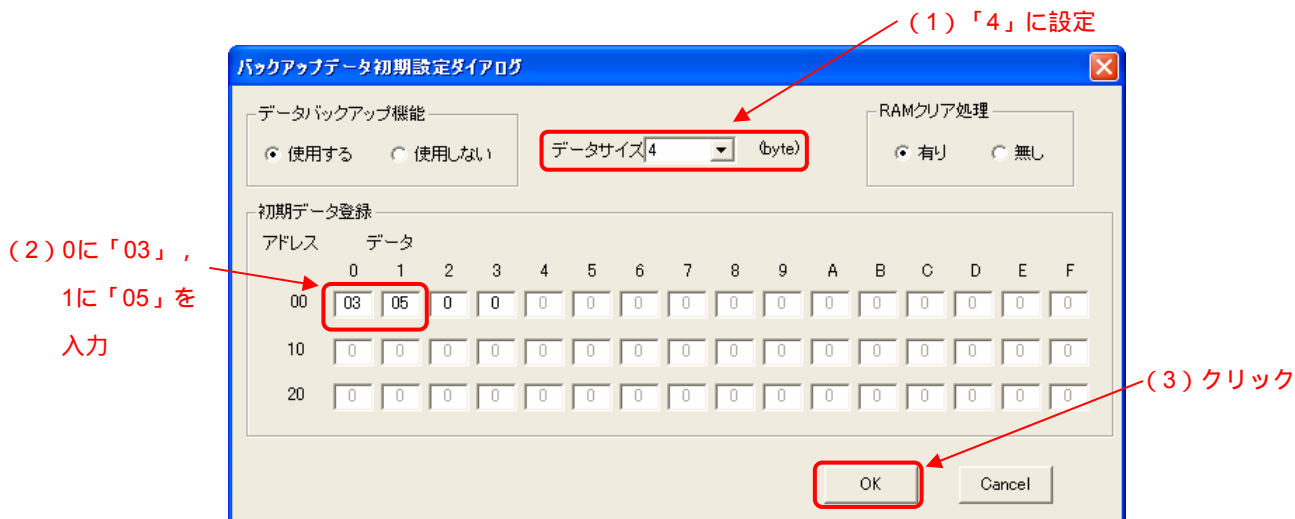 (1)「4」に設定
バックアップデータ初期設定ダイアログ
データバックアップ機能
使用する 使用しない
データサイズ 4 (byte)
RAMクリア処理
有り 無し
初期データ登録
アドレス データ
0 1 2 3 4 5 6 7 8 9 A B C D E F
00 03 05 0 0 0 0 0 0 0 0 0 0 0 0 0 0
10 0 0 0 0 0 0 0 0 0 0 0 0 0 0 0 0
20 0 0 0 0 0 0 0 0 0 0 0 0 0 0 0 0
(2)0に「03」,
1に「05」を
入力
(3)クリック
OK Cancel